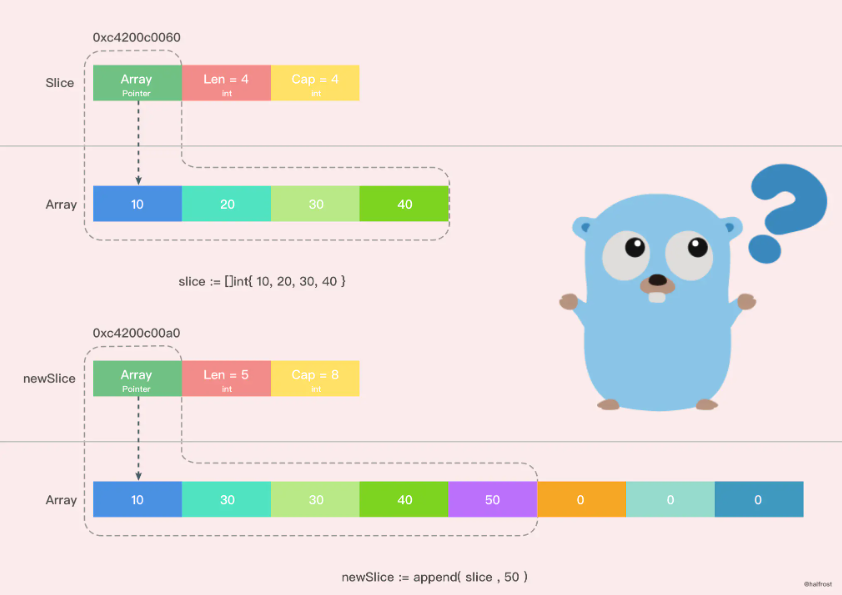 0xc4200c0060
Slice
Array
Pointer
Len = 4
int
Cap = 4
int
Array
10
20
30
40
slice := []int{ 10, 20, 30, 40 }
0xc4200c00a0
newSlice
Array
Pointer
Len = 5
int
Cap = 8
int
Array
10
30
30
40
50
0
0
0
newSlice := append( slice , 50 )
@halfrost